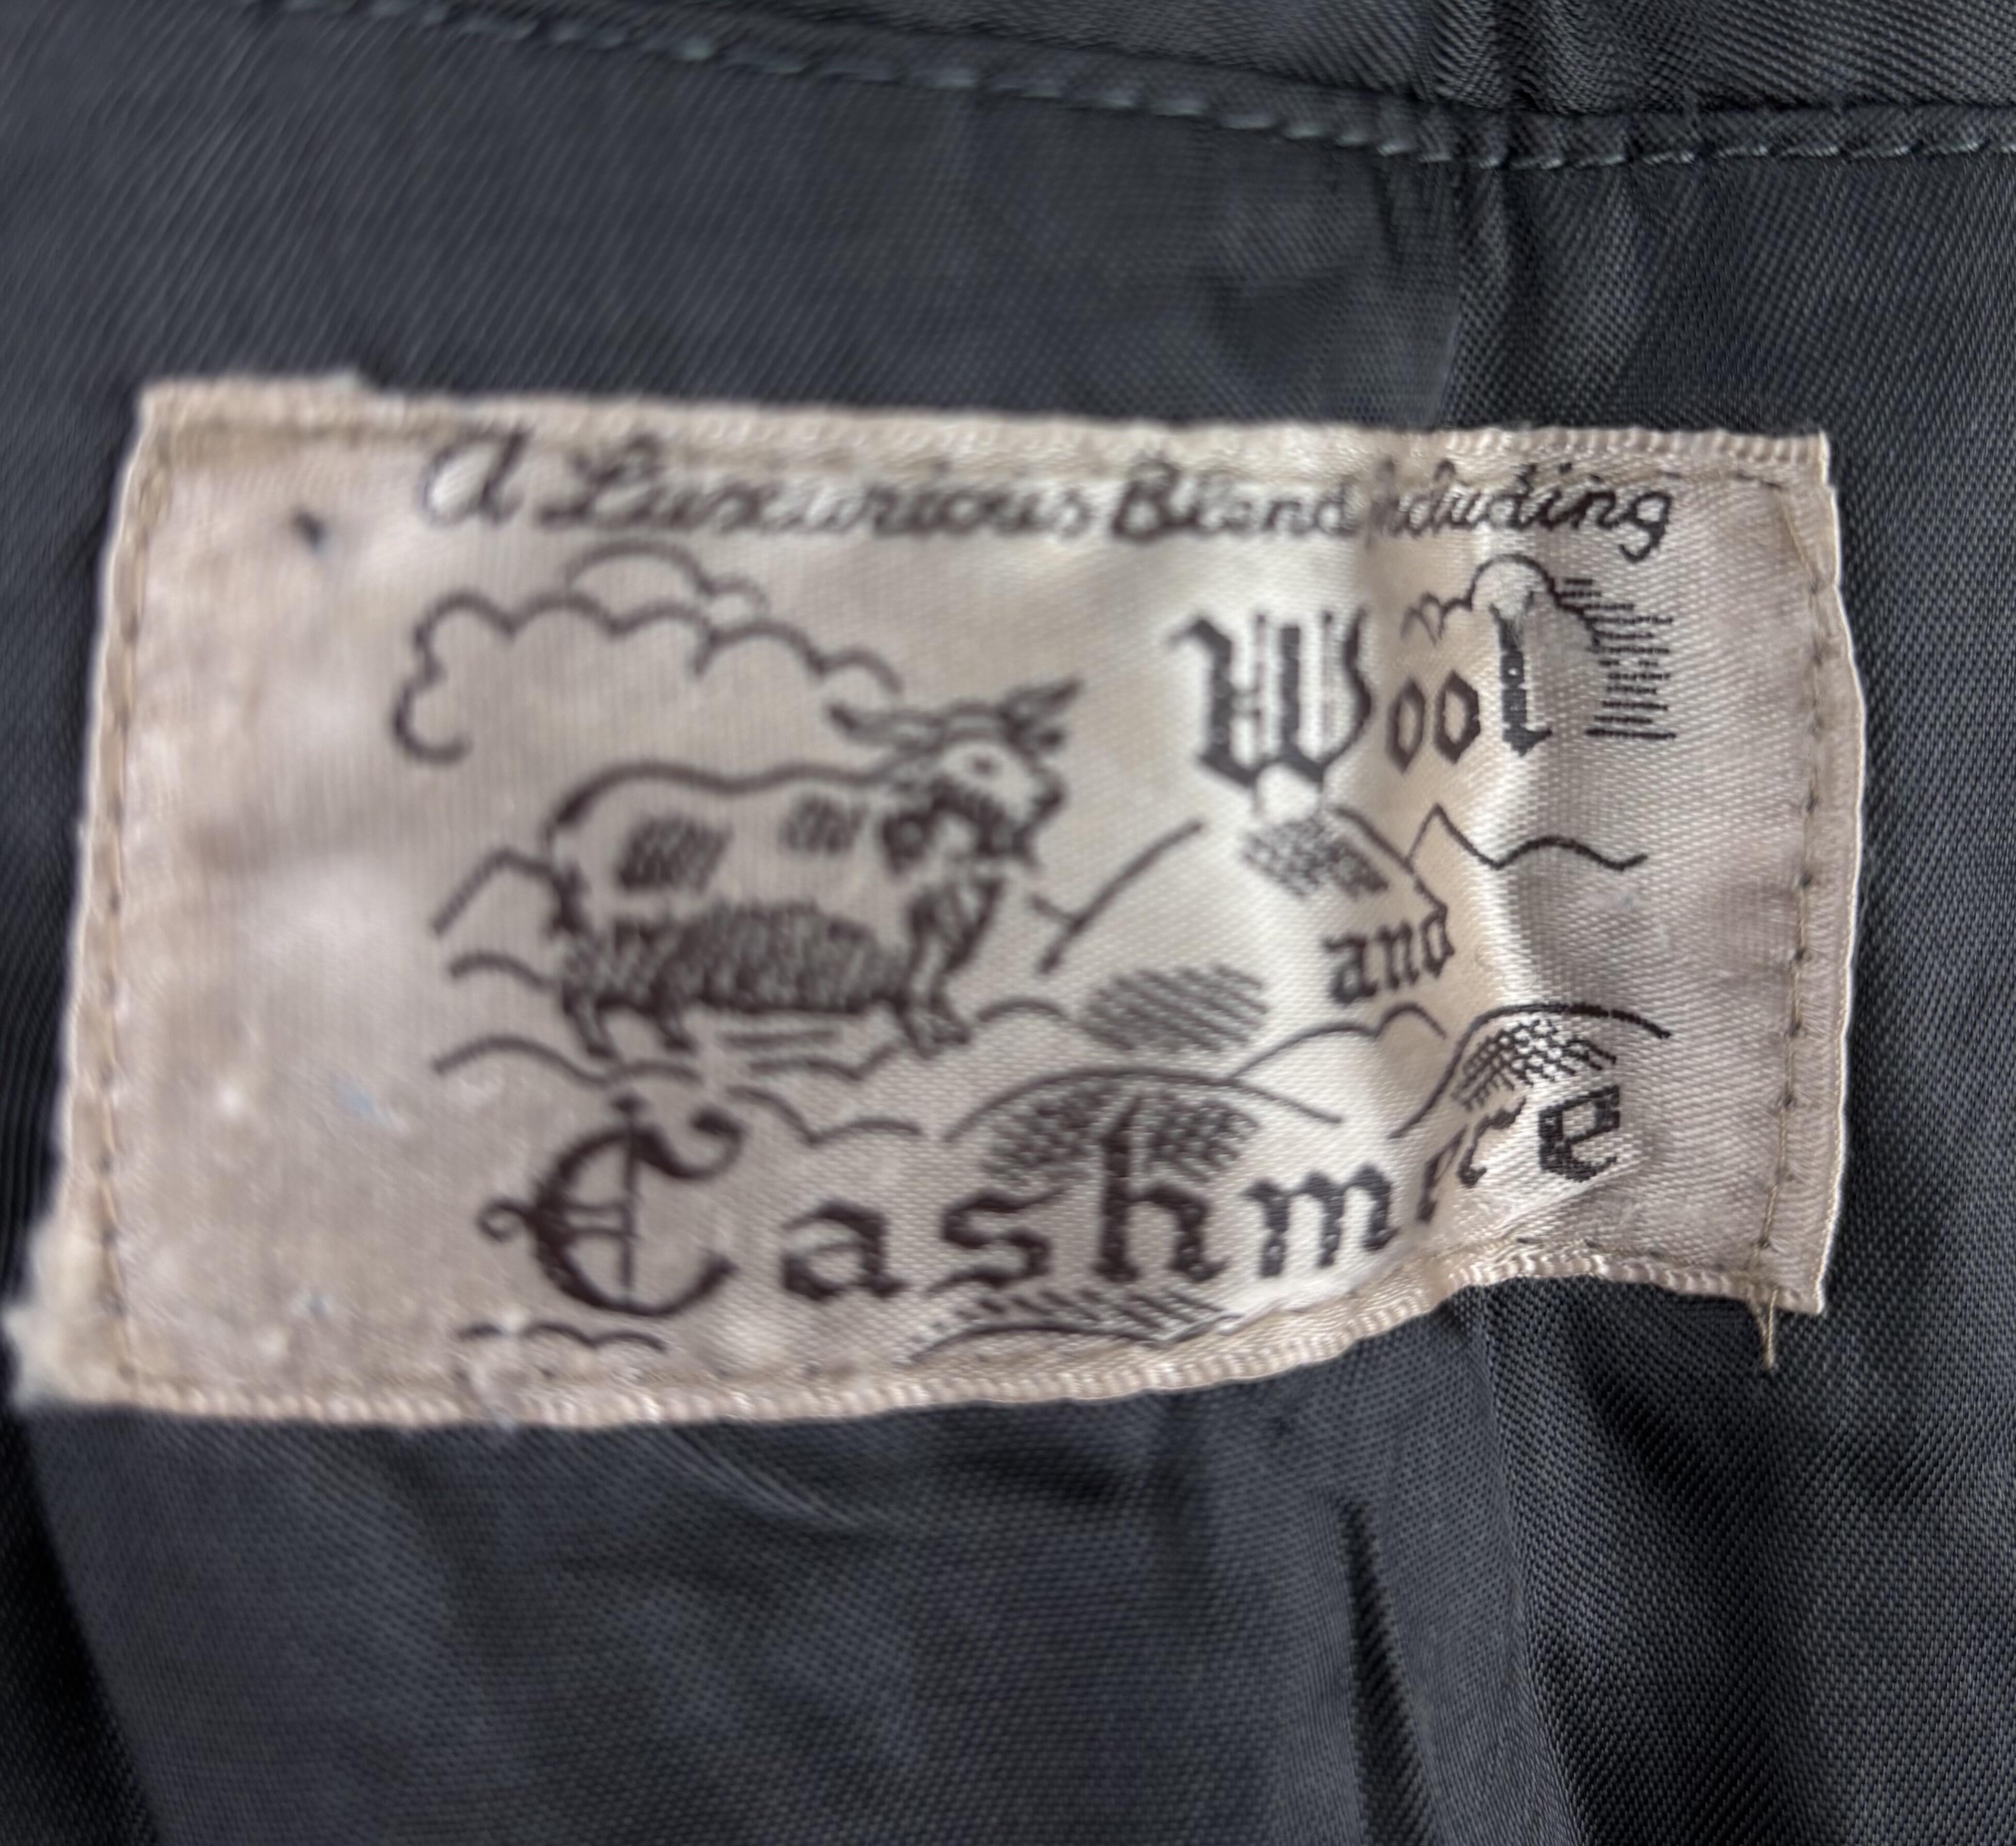 A Luxurious Blend Including
Wool
and
Cashmere